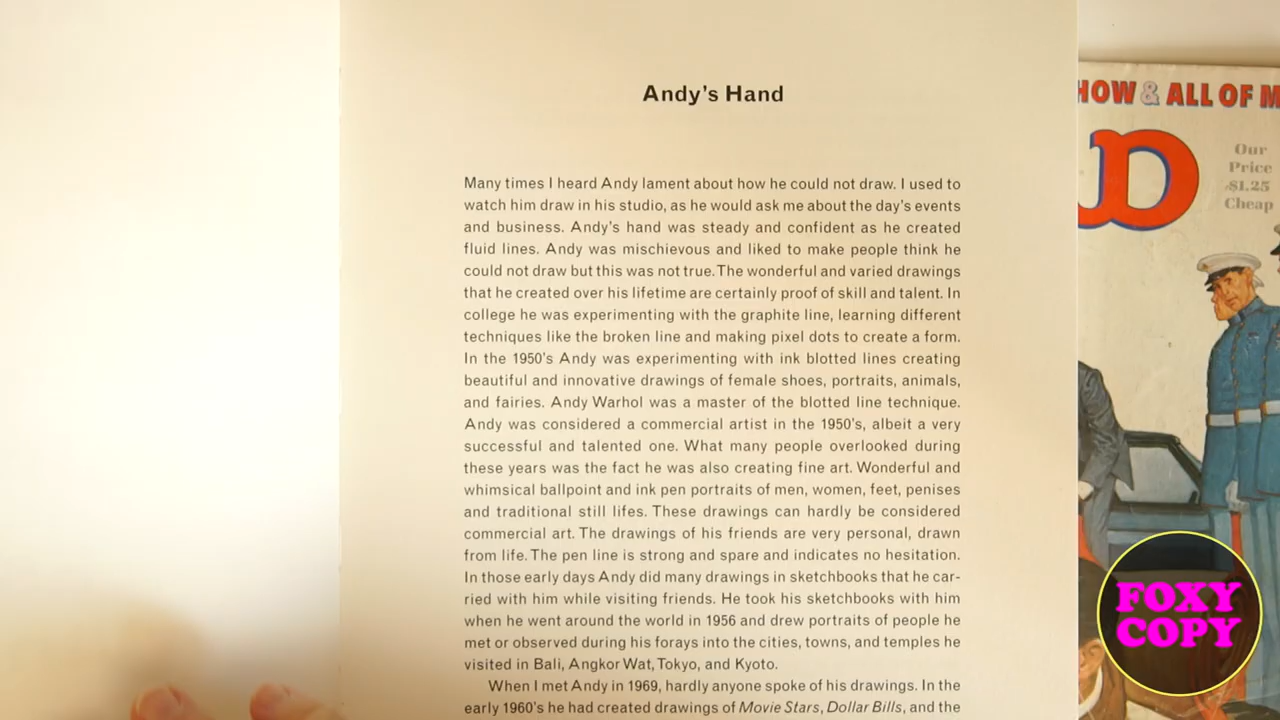 Andy's Hand
Many times I heard Andy lament about how he could not draw. I used to
watch him draw in his studio, as he would ask me about the day's events
and business. Andy's hand was steady and confident as he created
fluid lines. Andy was mischievous and liked to make people think he
could not draw but this was not true. The wonderful and varied drawings
that he created over his lifetime are certainly proof of skill and talent. In
college he was experimenting with the graphite line, learning different
techniques like the broken line and making pixel dots to create a form.
In the 1950's Andy was experimenting with ink blotted lines creating
beautiful and innovative drawings of female shoes, portraits, animals,
and fairies. Andy Warhol was a master of the blotted line technique.
Andy was considered a commercial artist in the 1950's, albeit a very
successful and talented one. What many people overlooked during
these years was the fact he was also creating fine art. Wonderful and
whimsical ballpoint and ink pen portraits of men, women, feet, penises
and traditional still lifes. These drawings can hardly be considered
commercial art. The drawings of his friends are very personal, drawn
from life. The pen line is strong and spare and indicates no hesitation.
In those early days Andy did many drawings in sketchbooks that he car-
ried with him while visiting friends. He took his sketchbooks with him
when he went around the world in 1956 and drew portraits of people he
met or observed during his forays into the cities, towns, and temples he
visited in Bali, Angkor Wat, Tokyo, and Kyoto.
When I met Andy in 1969, hardly anyone spoke of his drawings. In the
early 1960's he had created drawings of Movie Stars, Dollar Bills, and the
HOW & ALL OF M
D
Our
Price
$1.25
Cheap
FOXY
COPY